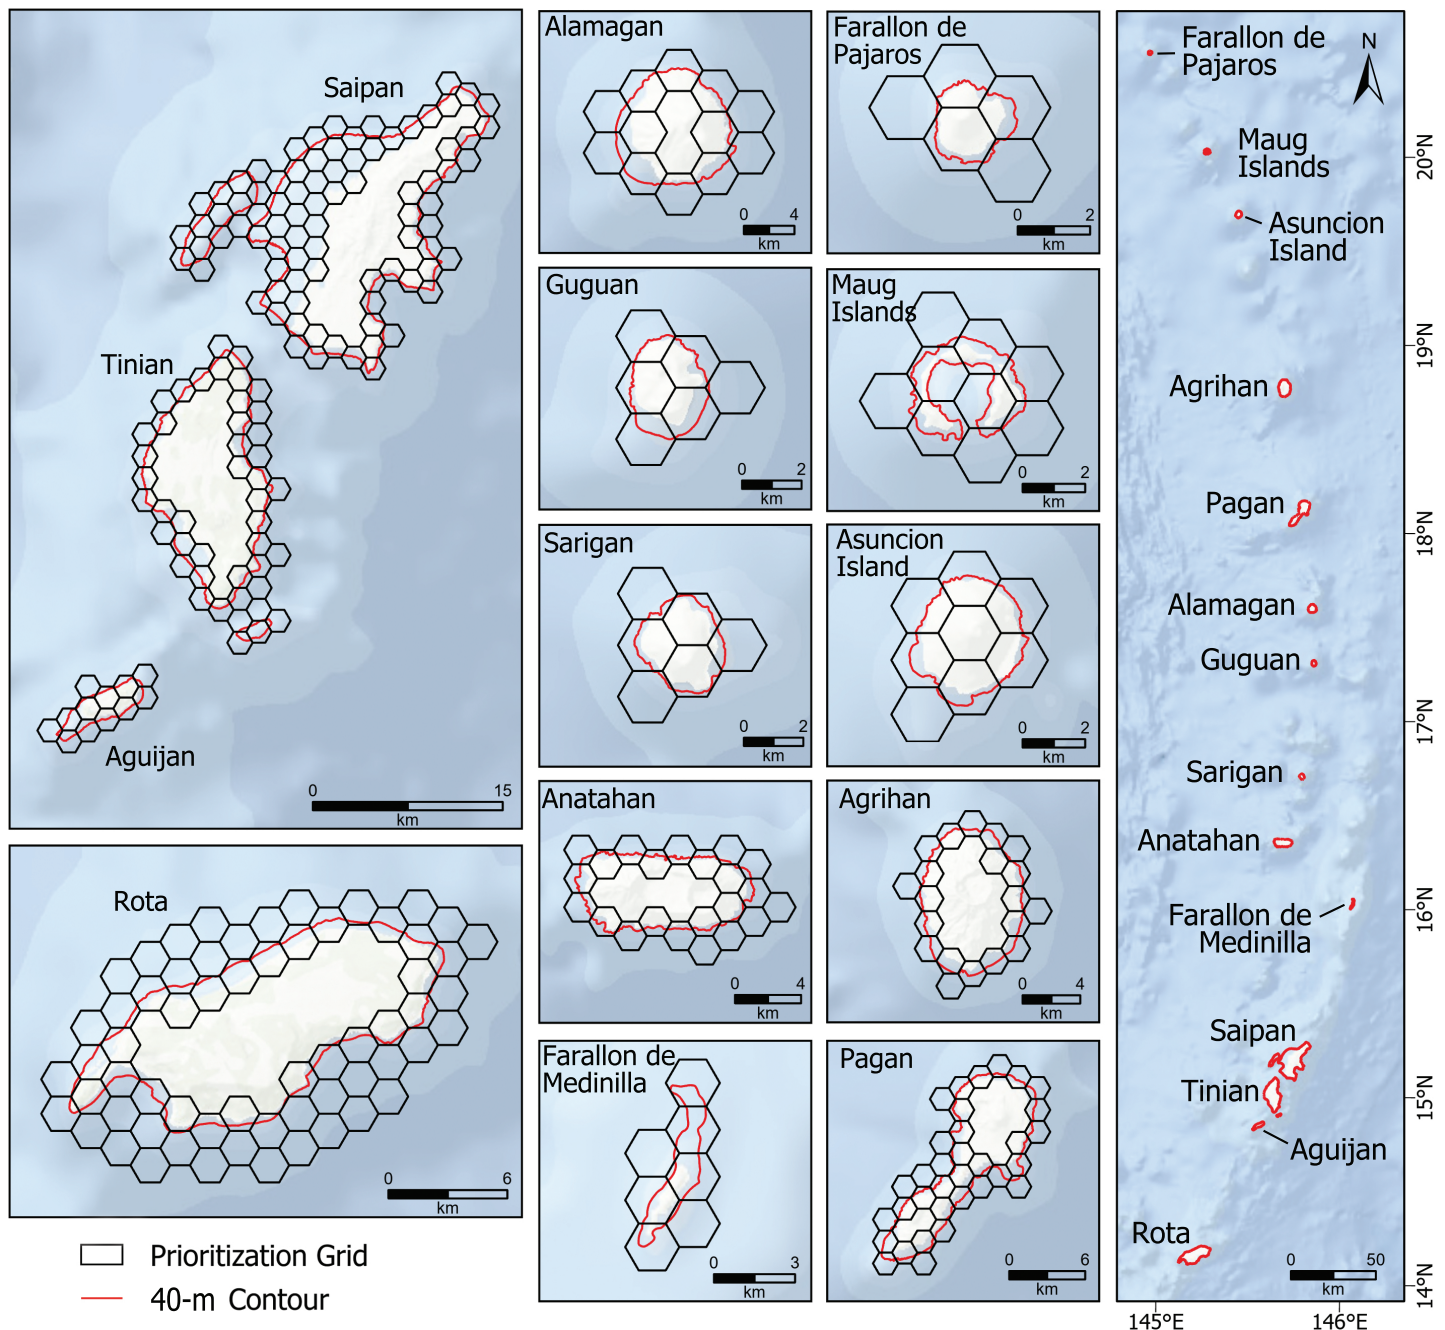 Saipan
Tinian
Aguijan
0 15
km
Rota
0 6
km
Prioritization Grid
40-m Contour
Alamagan
0 4
km
Farallon de
Pajaros
0 2
km
Guguan
0 2
km
Maug
Islands
0 2
km
Sarigan
0 2
km
Asuncion
Island
0 2
km
Anatahan
0 4
km
Agrihan
0 4
km
Farallon de
Medinilla
0 3
km
Pagan
0 6
km
Farallon de
Pajaros
N
Maug
Islands
Asuncion
Island
Agrihan
Pagan
Alamagan
Guguan
Sarigan
Anatahan
Farallon de
Medinilla
Saipan
Tinian
Aguijan
Rota
0 50
km
20°N
19°N
18°N
17°N
16°N
15°N
14°N
145°E 146°E